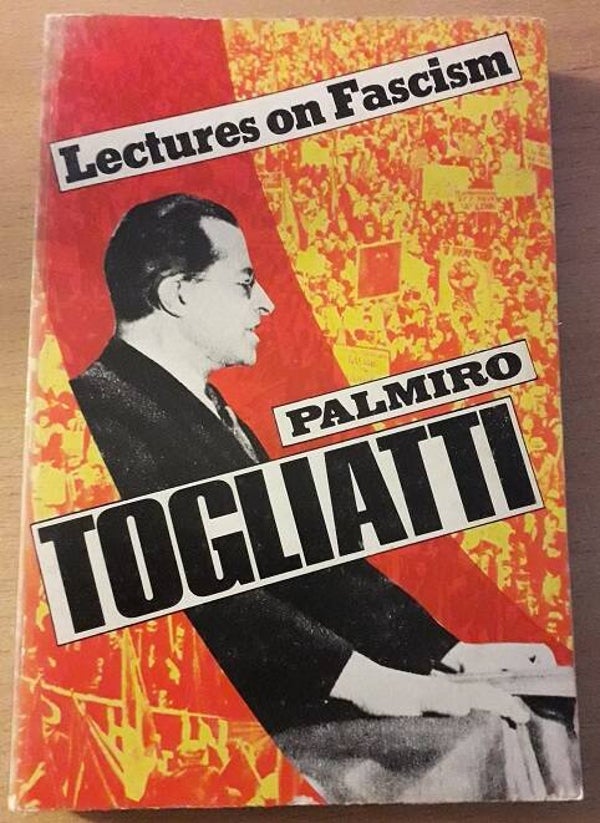 Lectures on Fascism
PALMIRO
TOGLIATTI